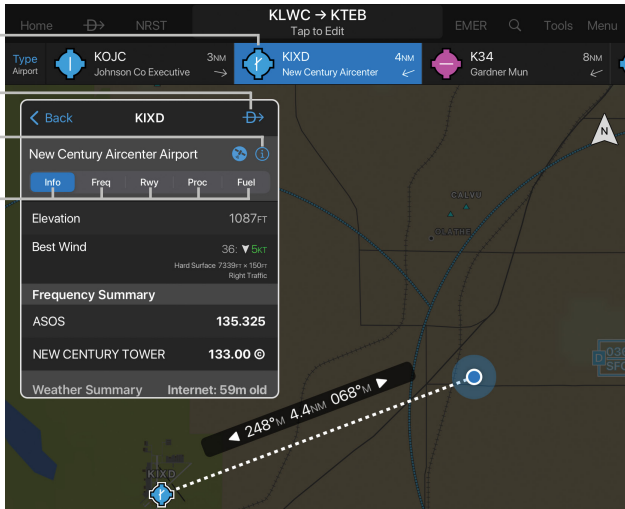 Home
D
NRST
KLWC → KTEB
Tap to Edit
EMER
Tools
Menu
Type
Airport
KOJC
3NM
Johnson Co Executive
KIXD
4NM
New Century Aircenter
K34
8NM
Gardner Mun
Back
KIXD
D
New Century Aircenter Airport
Info
Freq
Rwy
Proc
Fuel
Elevation
1087FT
Best Wind
36: ▼5KT
Hard Surface 7339FT × 150FT
Right Traffic
Frequency Summary
ASOS
135.325
NEW CENTURY TOWER
133.00 ©
Weather Summary
Internet: 59m old
N
CALVU
OLATHE
D
SFC
◀ 248°M 4.4NM 068°M ▶
KIXD